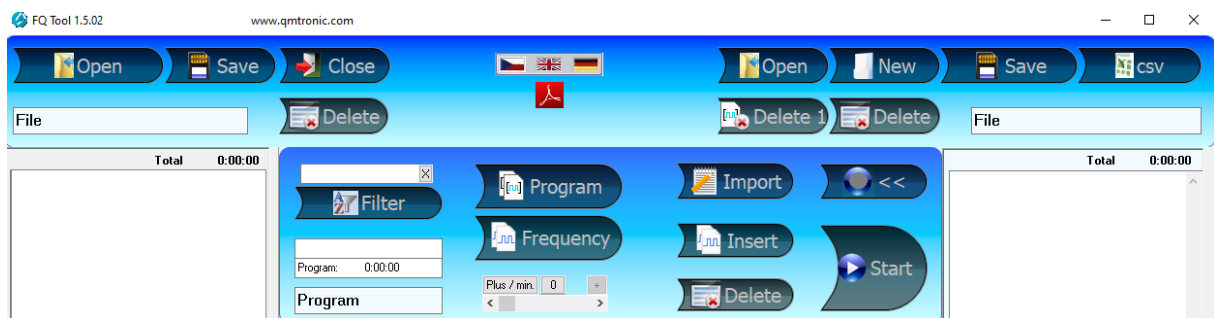 FQ Tool 1.5.02 www.qmtronic.com
Open Save Close Open New Save csv
File Delete Delete 1 Delete File
Total 0:00:00 Total 0:00:00
X
Filter Program Import <<
Frequency Insert Start
Program: 0:00:00
Plus / min. 0 +
Program Delete